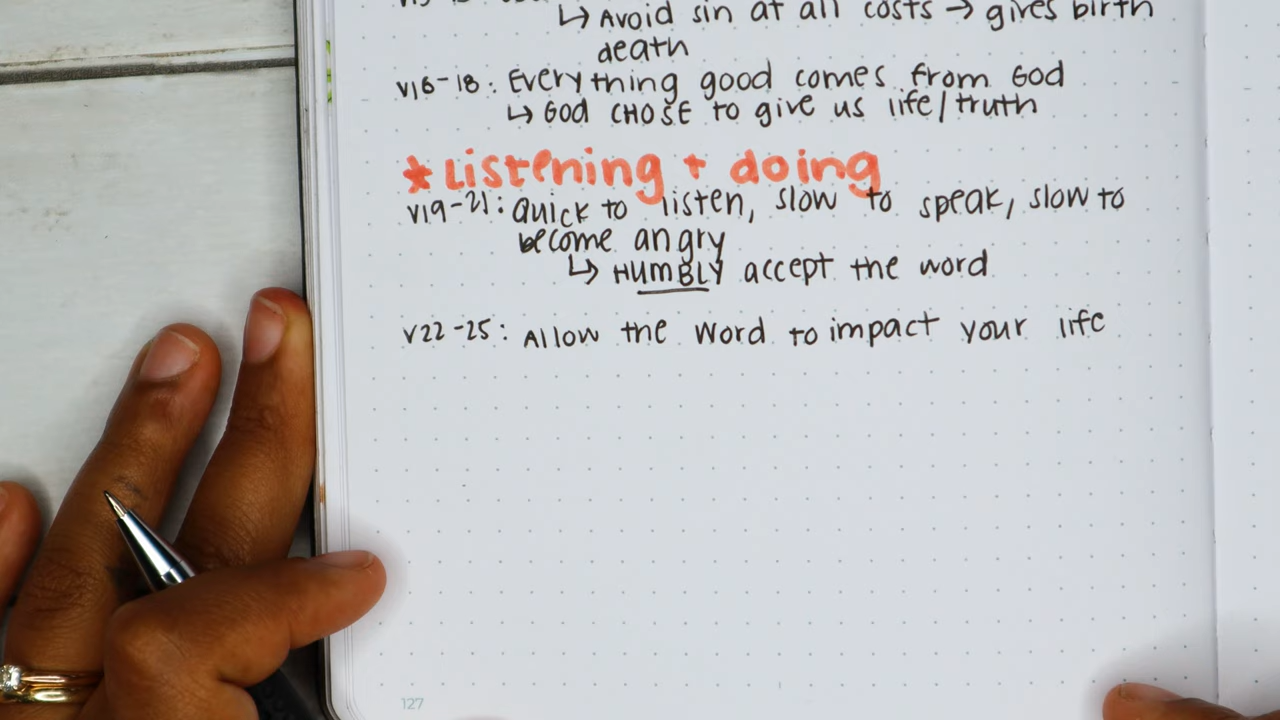 ↳ Avoid sin at all costs → gives birth
death
v16-18: Everything good comes from God
↳ God CHOSE to give us life/truth
* Listening + doing
v19-21: Quick to listen, slow to speak, slow to
become angry
↳ HUMBLY accept the word
v22-25: Allow the Word to impact your life
127